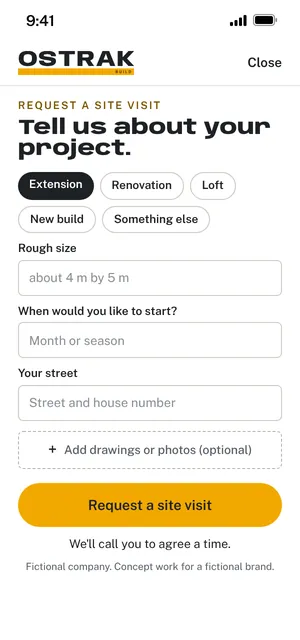 9:41
OSTRAK
BUILD
Close
REQUEST A SITE VISIT
Tell us about your
project.
Extension Renovation Loft
New build Something else
Rough size
about 4 m by 5 m
When would you like to start?
Month or season
Your street
Street and house number
+ Add drawings or photos (optional)
Request a site visit
We'll call you to agree a time.
Fictional company. Concept work for a fictional brand.